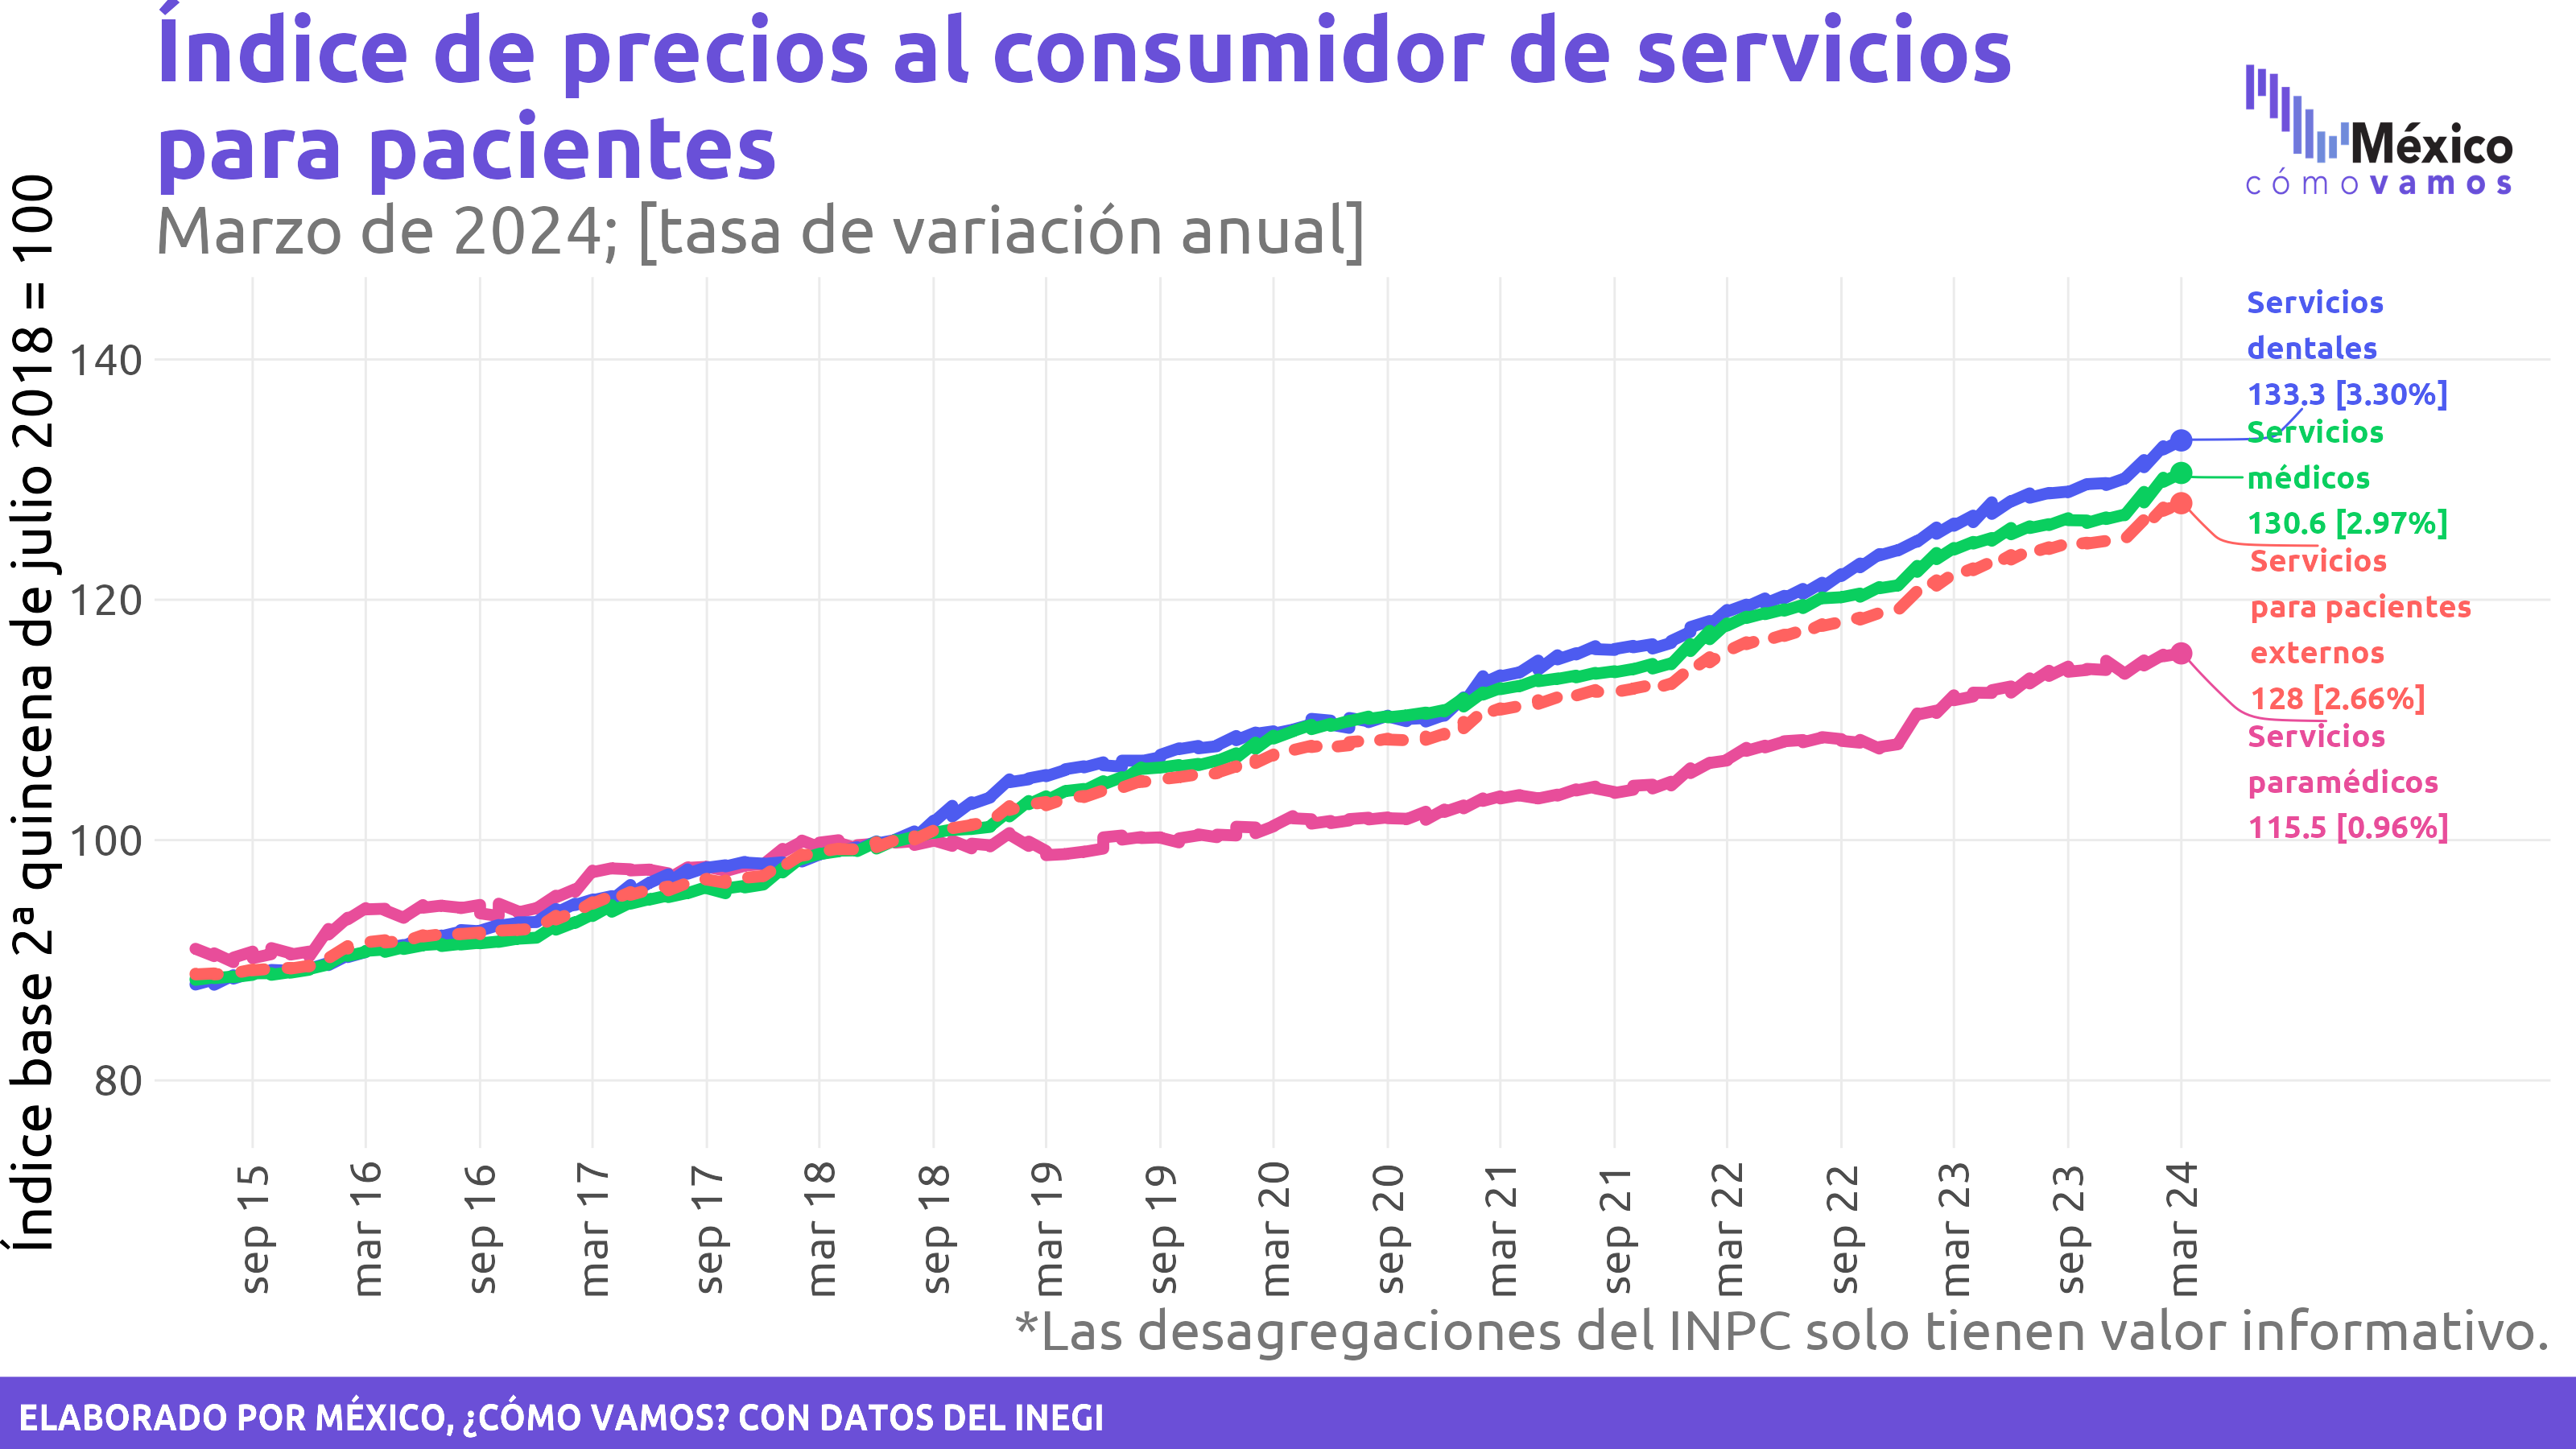 Índice de precios al consumidor de servicios
para pacientes
Marzo de 2024; [tasa de variación anual]
México
cómo vamos
Índice base 2ª quincena de julio 2018 = 100
140
120
100
80
Servicios
dentales
133.3 [3.30%]
Servicios
médicos
130.6 [2.97%]
Servicios
para pacientes
externos
128 [2.66%]
Servicios
paramédicos
115.5 [0.96%]
sep 15
mar 16
sep 16
mar 17
sep 17
mar 18
sep 18
mar 19
sep 19
mar 20
sep 20
mar 21
sep 21
mar 22
sep 22
mar 23
sep 23
mar 24
*Las desagregaciones del INPC solo tienen valor informativo.
ELABORADO POR MÉXICO, ¿CÓMO VAMOS? CON DATOS DEL INEGI